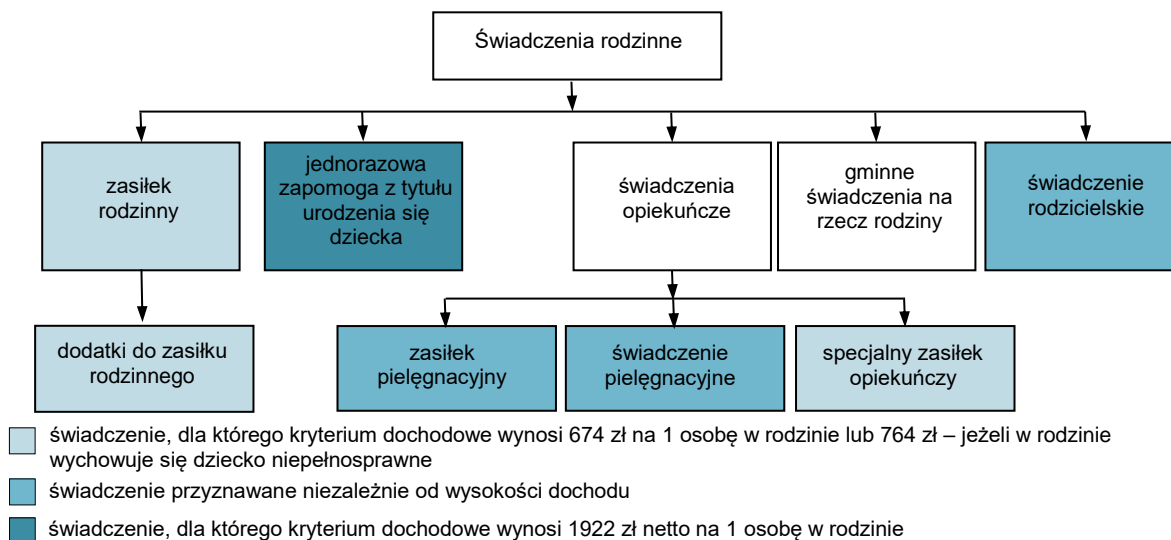 Świadczenia rodzinne
zasiłek
rodzinny
jednorazowa
zapomoga z tytułu
urodzenia się
dziecka
świadczenia
opiekuńcze
gminne
świadczenia na
rzecz rodziny
świadczenie
rodzicielskie
dodatki do zasiłku
rodzinnego
zasiłek
pielęgnacyjny
świadczenie
pielęgnacyjne
specjalny zasiłek
opiekuńczy
świadczenie, dla którego kryterium dochodowe wynosi 674 zł na 1 osobę w rodzinie lub 764 zł – jeżeli w rodzinie
wychowuje się dziecko niepełnosprawne
świadczenie przyznawane niezależnie od wysokości dochodu
świadczenie, dla którego kryterium dochodowe wynosi 1922 zł netto na 1 osobę w rodzinie